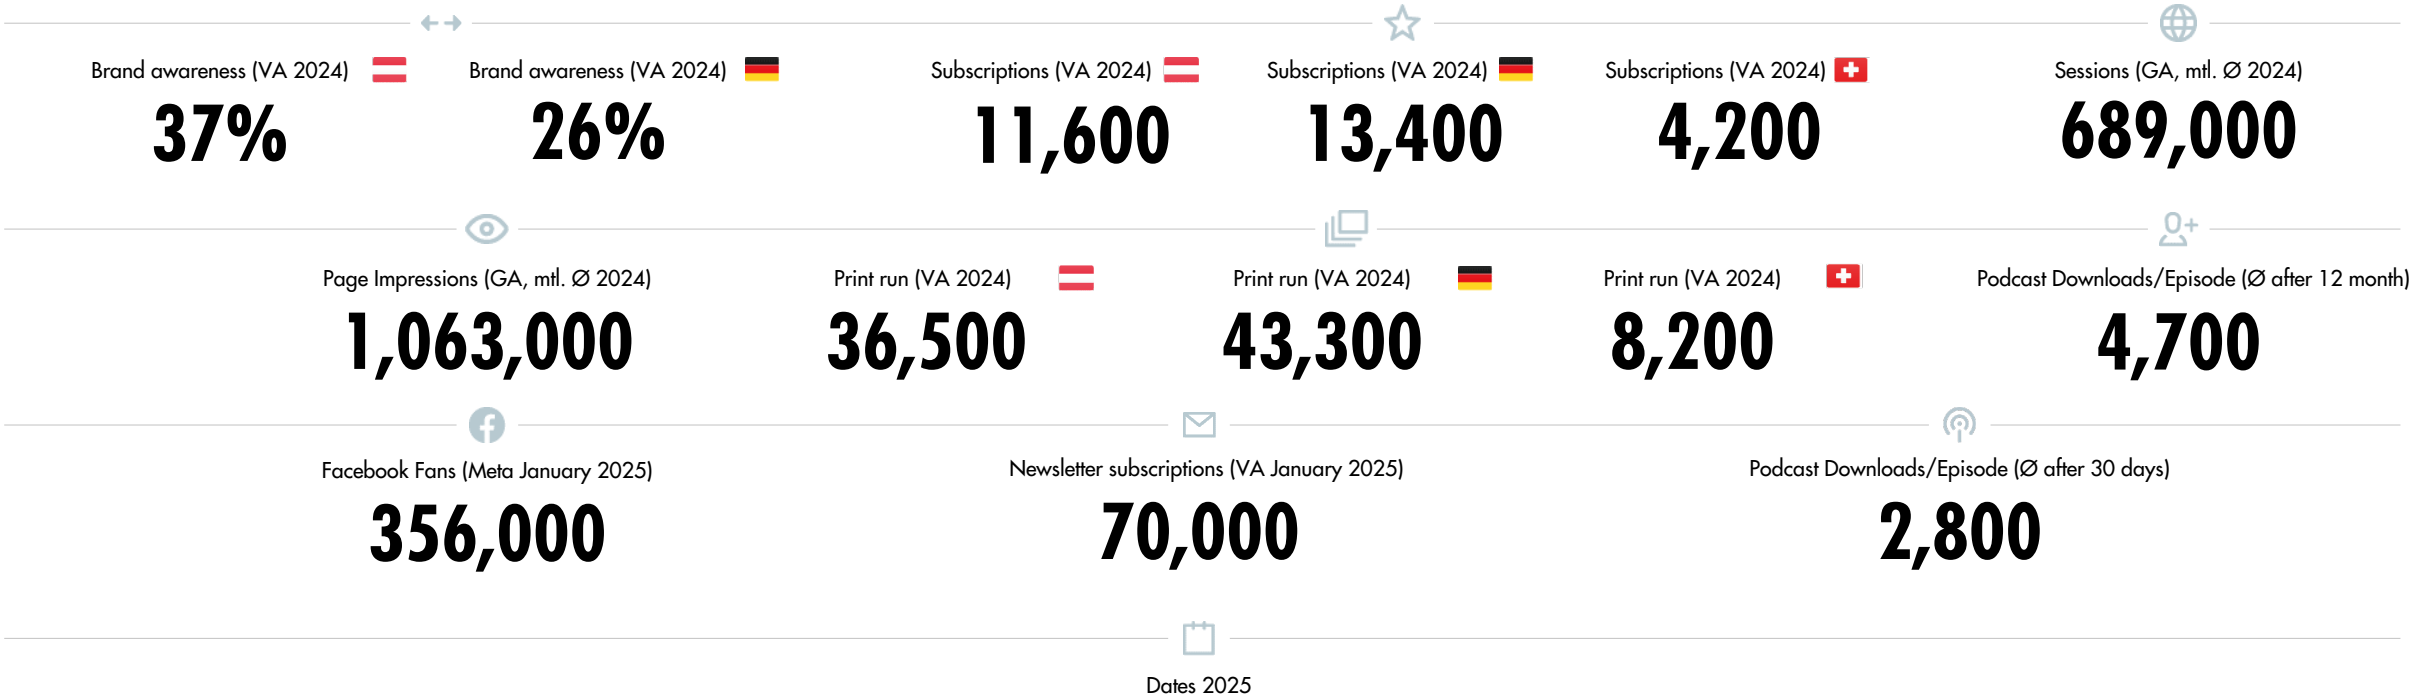 Brand awareness (VA 2024)
37%
Brand awareness (VA 2024)
26%
Subscriptions (VA 2024)
11,600
Subscriptions (VA 2024)
13,400
Subscriptions (VA 2024)
4,200
Sessions (GA, mtl. Ø 2024)
689,000
Page Impressions (GA, mtl. Ø 2024)
1,063,000
Print run (VA 2024)
36,500
Print run (VA 2024)
43,300
Print run (VA 2024)
8,200
Podcast Downloads/Episode (Ø after 12 month)
4,700
Facebook Fans (Meta January 2025)
356,000
Newsletter subscriptions (VA January 2025)
70,000
Podcast Downloads/Episode (Ø after 30 days)
2,800
Dates 2025